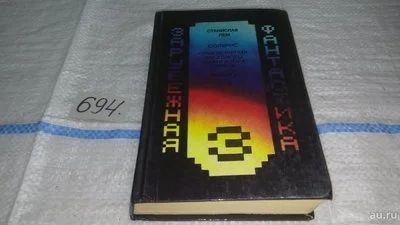 694.
СТАНИСЛАВ
ЛЕМ
СОЛЯРИС
ЗАРУБЕЖНАЯ
ФАНТАСТИКА
au.ru